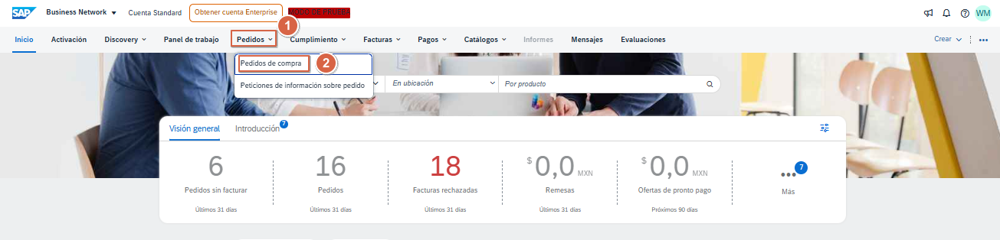 SAP Business Network Cuenta Standard Obtener cuenta Enterprise MODO DE PRUEBA WM
1
Inicio Activación Discovery Panel de trabajo Pedidos Cumplimiento Facturas Pagos Catálogos Informes Mensajes Evaluaciones Crear
Pedidos de compra 2
Peticiones de información sobre pedido
En ubicación Por producto
Visión general Introducción 7
6 16 18 $ 0,0 MXN $ 0,0 MXN ... 7
Pedidos sin facturar Pedidos Facturas rechazadas Remesas Ofertas de pronto pago Más
Últimos 31 días Últimos 31 días Últimos 31 días Últimos 31 días Próximos 90 días